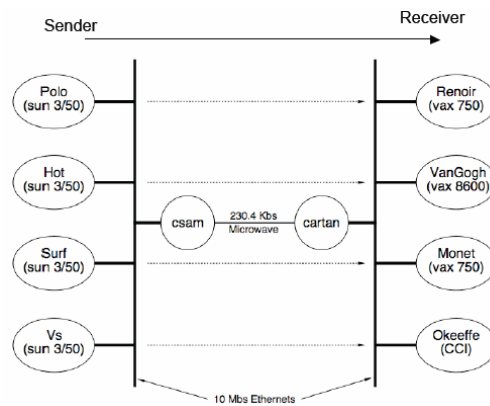 Sender
Receiver
Polo
(sun 3/50)
Renoir
(vax 750)
Hot
(sun 3/50)
VanGogh
(vax 8600)
csam
230.4 Kbs
Microwave
cartan
Surf
(sun 3/50)
Monet
(vax 750)
Vs
(sun 3/50)
Okeeffe
(CCI)
10 Mbs Ethernets